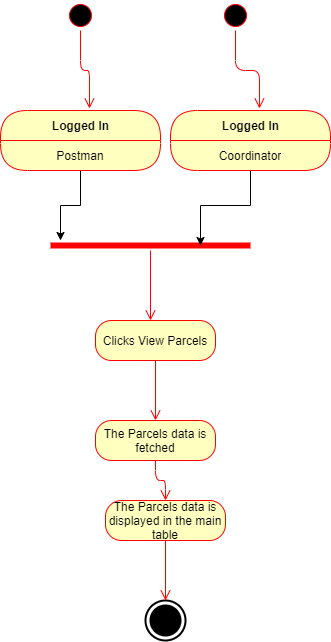 Logged In
Postman
Logged In
Coordinator
Clicks View Parcels
The Parcels data is
fetched
The Parcels data is
displayed in the main
table